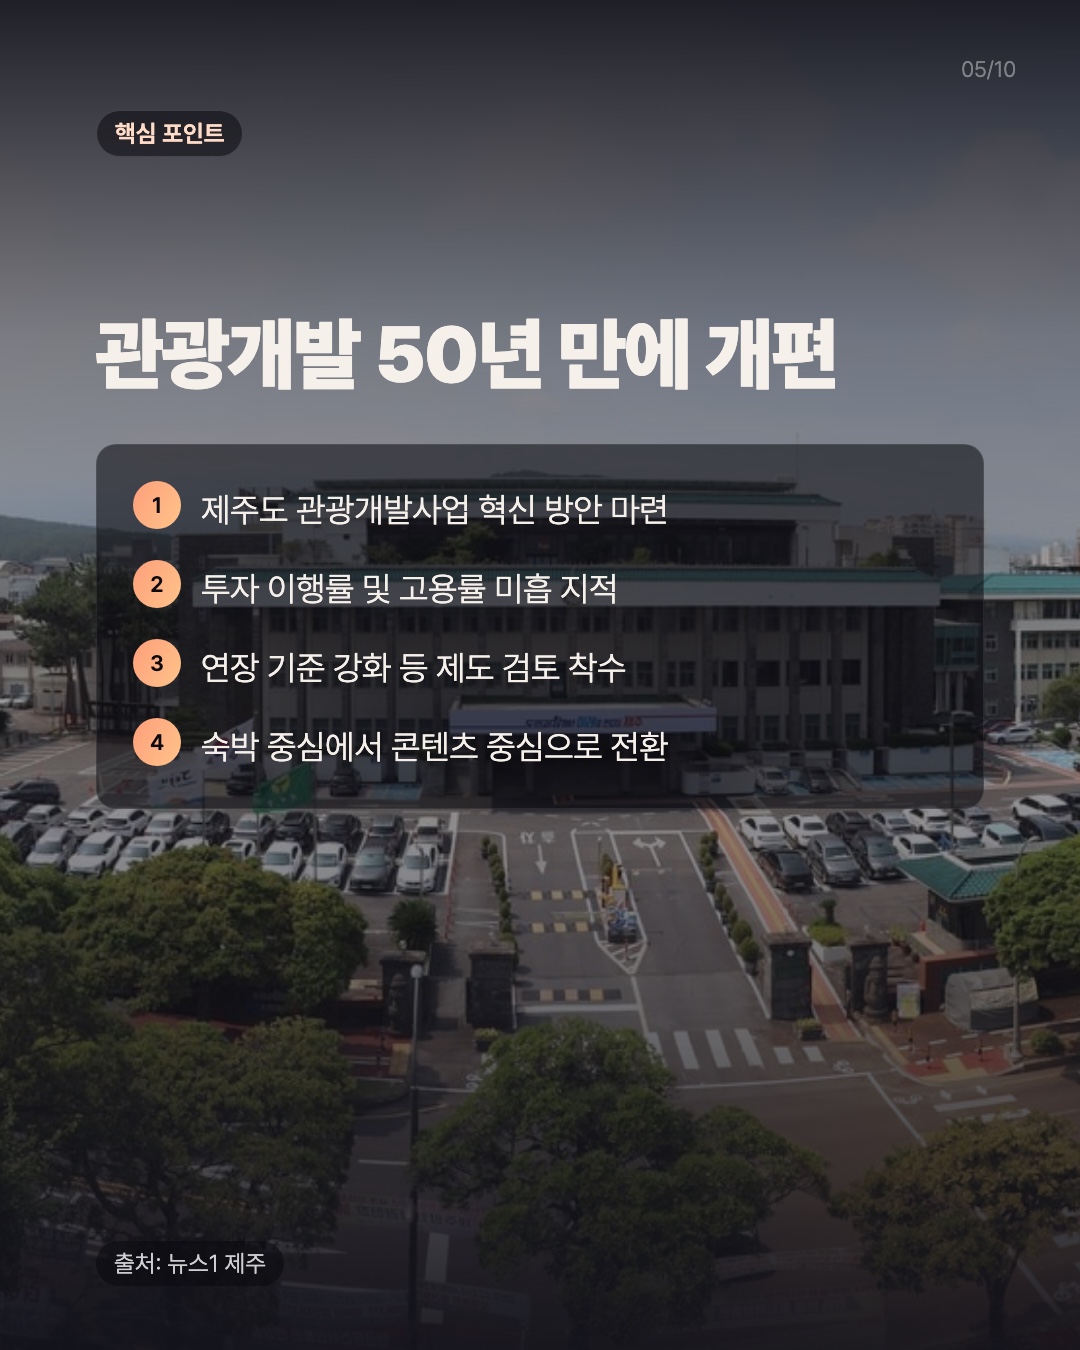 05/10
핵심 포인트
관광개발 50년 만에 개편
1 제주도 관광개발사업 혁신 방안 마련
2 투자 이행률 및 고용률 미흡 지적
3 연장 기준 강화 등 제도 검토 착수
4 숙박 중심에서 콘텐츠 중심으로 전환
출처: 뉴스1 제주